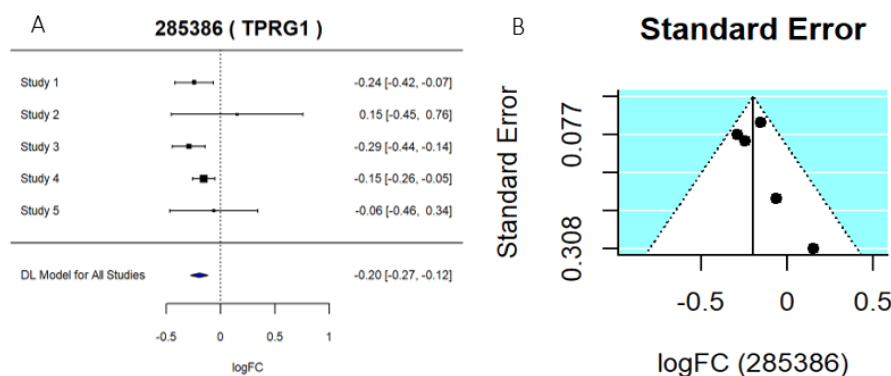 A
285386 ( TPRG1 )
Study 1 -0.24 [-0.42, -0.07]
Study 2 0.15 [-0.45, 0.76]
Study 3 -0.29 [-0.44, -0.14]
Study 4 -0.15 [-0.26, -0.05]
Study 5 -0.06 [-0.46, 0.34]
DL Model for All Studies -0.20 [-0.27, -0.12]
-0.5 0 0.5 1
logFC
B
Standard Error
Standard Error
0.077
0.308
-0.5 0 0.5
logFC (285386)